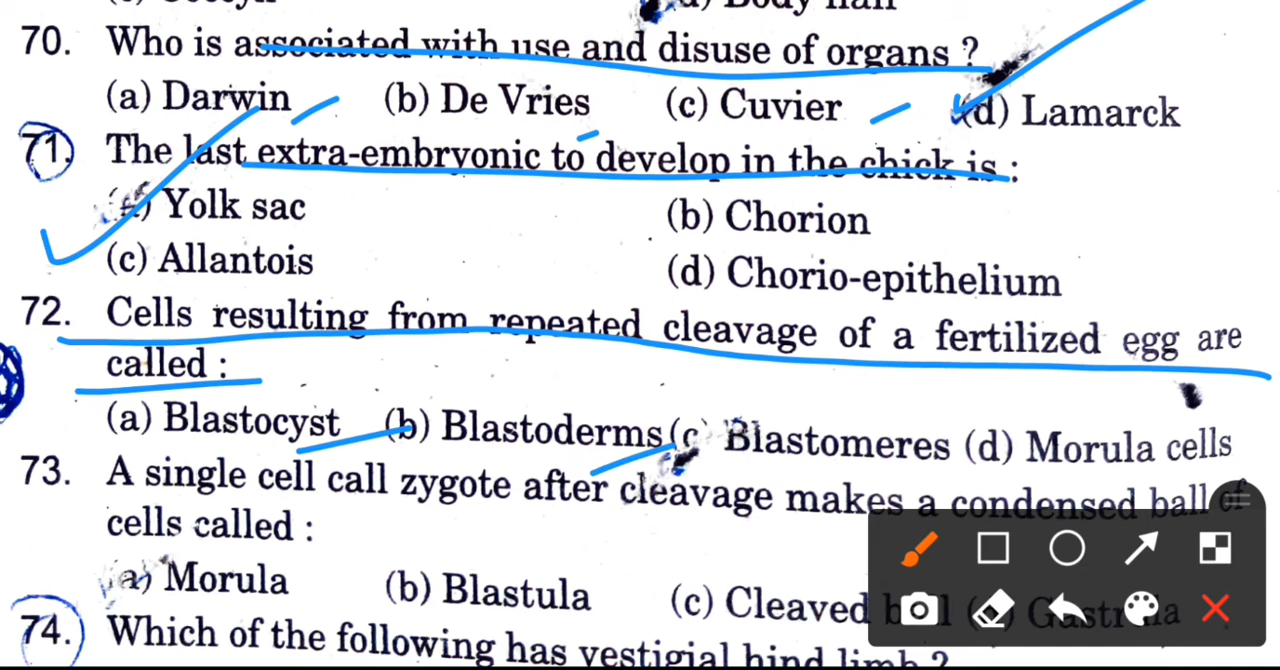 Body hair
70. Who is associated with use and disuse of organs ?
(a) Darwin (b) De Vries (c) Cuvier (d) Lamarck
71. The last extra-embryonic to develop in the chick is :
Yolk sac (b) Chorion
(c) Allantois (d) Chorio-epithelium
72. Cells resulting from repeated cleavage of a fertilized egg are
called :
(a) Blastocyst (b) Blastoderms (c) Blastomeres (d) Morula cells
73. A single cell call zygote after cleavage makes a condensed ball of
cells called :
(a) Morula (b) Blastula (c) Cleaved
74. Which of the following has vestigial hind limb ?